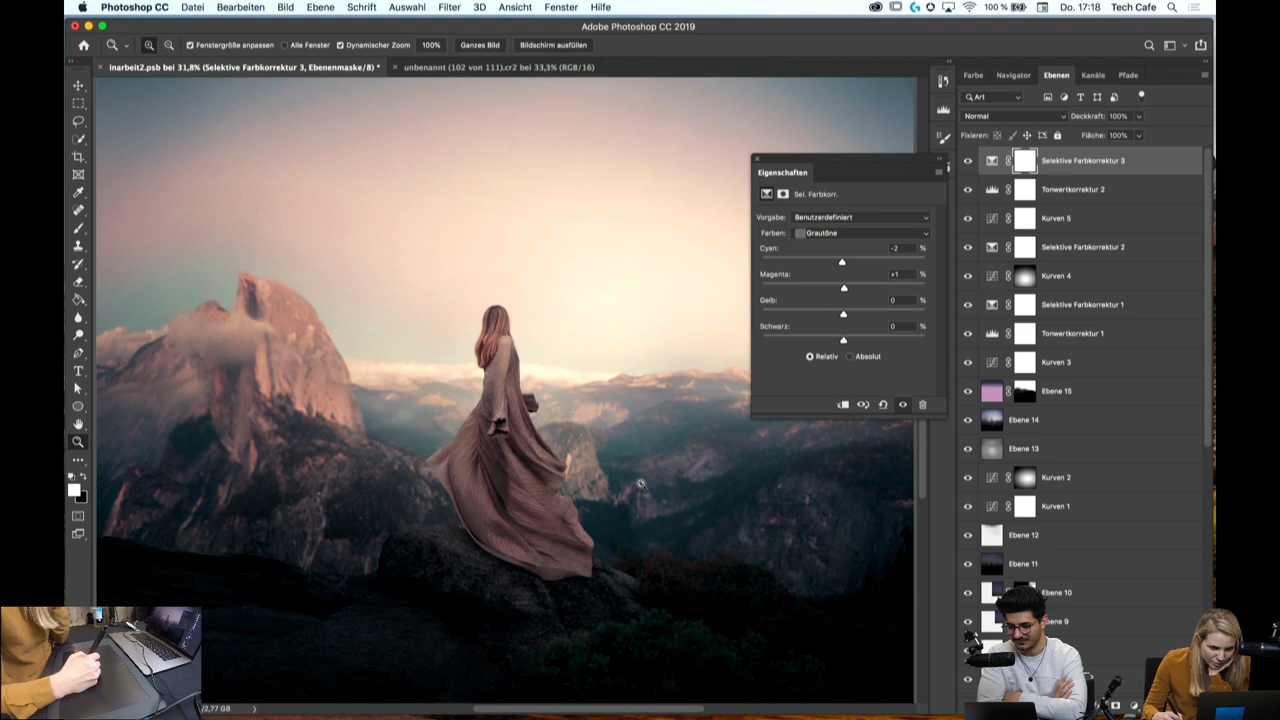 Photoshop CC Datei Bearbeiten Bild Ebene Schrift Auswahl Filter 3D Ansicht Fenster Hilfe 100 % Do. 17:18 Tech Cafe
Adobe Photoshop CC 2019
Fenstergröße anpassen Alle Fenster Dynamischer Zoom 100% Ganzes Bild Bildschirm ausfüllen
inarbeit2.psb bei 31,8% (Selektive Farbkorrektur 3, Ebenenmaske/8) * unbenannt (102 von 111).cr2 bei 33,3% (RGB/16)
Farbe Navigator Ebenen Kanäle Pfade
Art
Normal Deckkraft: 100%
Fixieren: Fläche: 100%
Selektive Farbkorrektur 3
Tonwertkorrektur 2
Kurven 5
Selektive Farbkorrektur 2
Kurven 4
Selektive Farbkorrektur 1
Tonwertkorrektur 1
Kurven 3
Ebene 15
Ebene 14
Ebene 13
Kurven 2
Kurven 1
Ebene 12
Ebene 11
Ebene 10
Eigenschaften
Sel. Farbkorr.
Vorgabe: Benutzerdefiniert
Farben: Grautöne
Cyan: -2 %
Magenta: +1 %
Gelb: 0 %
Schwarz: 0 %
Relativ Absolut
/2,77 GB